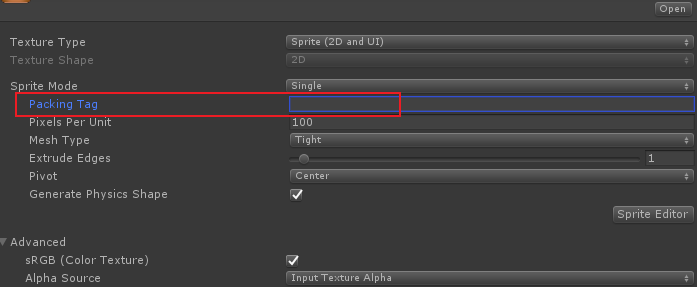 Open
Texture Type Sprite (2D and UI)
Texture Shape 2D
Sprite Mode Single
Packing Tag
Pixels Per Unit 100
Mesh Type Tight
Extrude Edges 1
Pivot Center
Generate Physics Shape
Sprite Editor
Advanced
sRGB (Color Texture)
Alpha Source Input Texture Alpha